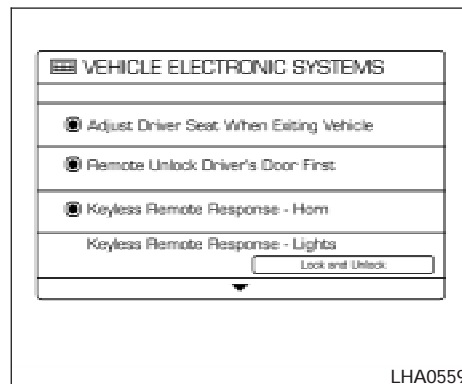 VEHICLE ELECTRONIC SYSTEMS
Adjust Driver Seat When Exiting Vehicle
Remote Unlock Driver's Door First
Keyless Remote Response - Horn
Keyless Remote Response - Lights
Lock and Unlock
LHA0559